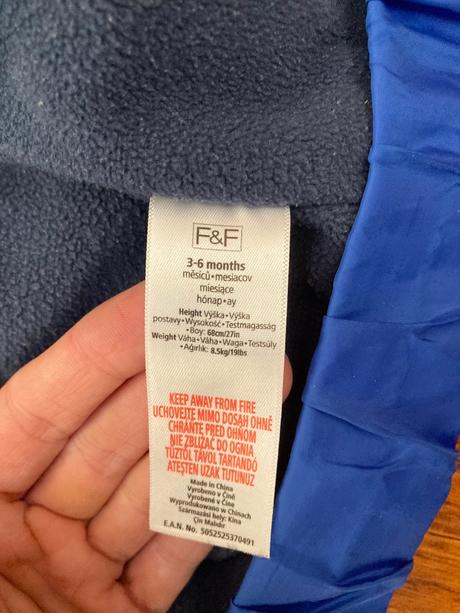 F&F
3-6 months
měsíců•mesiacov
miesiące
hónap•ay
Height Výška•Výška
postavy•Wysokość•Testmagasság
•Boy: 68cm/27in
Weight Váha•Váha•Waga•Testsúly
•Ağırlık: 8.5kg/19lbs
KEEP AWAY FROM FIRE
UCHOVEJTE MIMO DOSAH OHNĚ
CHRÁŇTE PRED OHŇOM
NIE ZBLIŻAĆ DO OGNIA
TŰZTŐL TÁVOL TARTANDÓ
ATEŞTEN UZAK TUTUNUZ
Made in China
Vyrobeno v Číně
Vyrobené v Číne
Wyprodukowano w Chinach
Származási hely: Kína
Çin Malıdır
E.A.N. No. 5052525370491